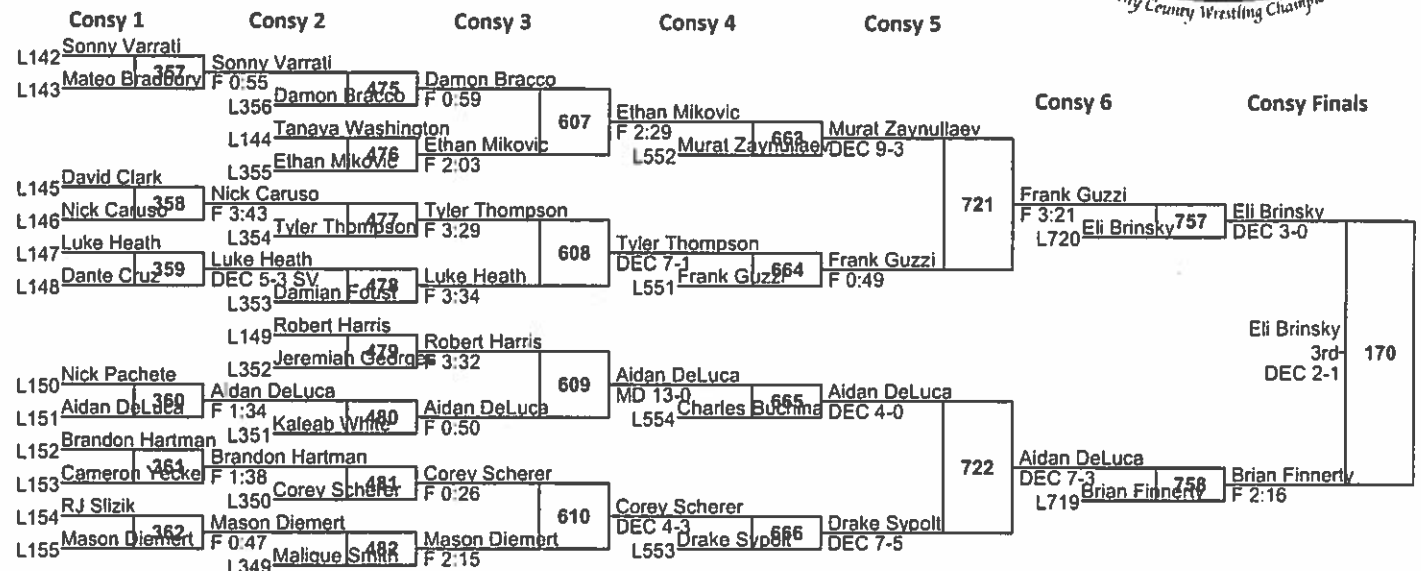 ny County Wrestling Champ
Consy 1
Consy 2
Consy 3
Consy 4
Consy 5
Consy 6
Consy Finals
L142 Sonny Varrati
357
L143 Mateo Bradbury
L145 David Clark
358
L146 Nick Caruso
L147 Luke Heath
359
L148 Dante Cruz
L150 Nick Pachete
360
L151 Aidan DeLuca
L152 Brandon Hartman
361
L153 Cameron Yecke
L154 RJ Slizik
362
L155 Mason Diemert
Sonny Varrati
F 0:55
475
L356 Damon Bracco
L144 Tanaya Washington
476
L355 Ethan Mikovic
Nick Caruso
F 3:43
477
L354 Tyler Thompson
Luke Heath
DEC 5-3 SV
478
L353 Damian Foust
L149 Robert Harris
479
L352 Jeremiah Georges
Aidan DeLuca
F 1:34
480
L351 Kaleab White
Brandon Hartman
F 1:38
481
L350 Corey Scherer
Mason Diemert
F 0:47
482
L349 Malique Smith
Damon Bracco
F 0:59
607
Ethan Mikovic
F 2:03
Tyler Thompson
F 3:29
608
Luke Heath
F 3:34
Robert Harris
F 3:32
609
Aidan DeLuca
F 0:50
Corey Scherer
F 0:26
610
Mason Diemert
F 2:15
Ethan Mikovic
F 2:29
663
L552 Murat Zaynullaev
Tyler Thompson
DEC 7-1
664
L551 Frank Guzzi
Aidan DeLuca
MD 13-0
665
L554 Charles Buchma
Corey Scherer
DEC 4-3
666
L553 Drake Sypolt
Murat Zaynullaev
DEC 9-3
721
Frank Guzzi
F 0:49
Aidan DeLuca
DEC 4-0
722
Drake Sypolt
DEC 7-5
Frank Guzzi
F 3:21
757
L720 Eli Brinsky
Aidan DeLuca
DEC 7-3
758
L719 Brian Finnerty
Eli Brinsky
DEC 3-0
170
Brian Finnerty
F 2:16
Eli Brinsky
3rd
DEC 2-1